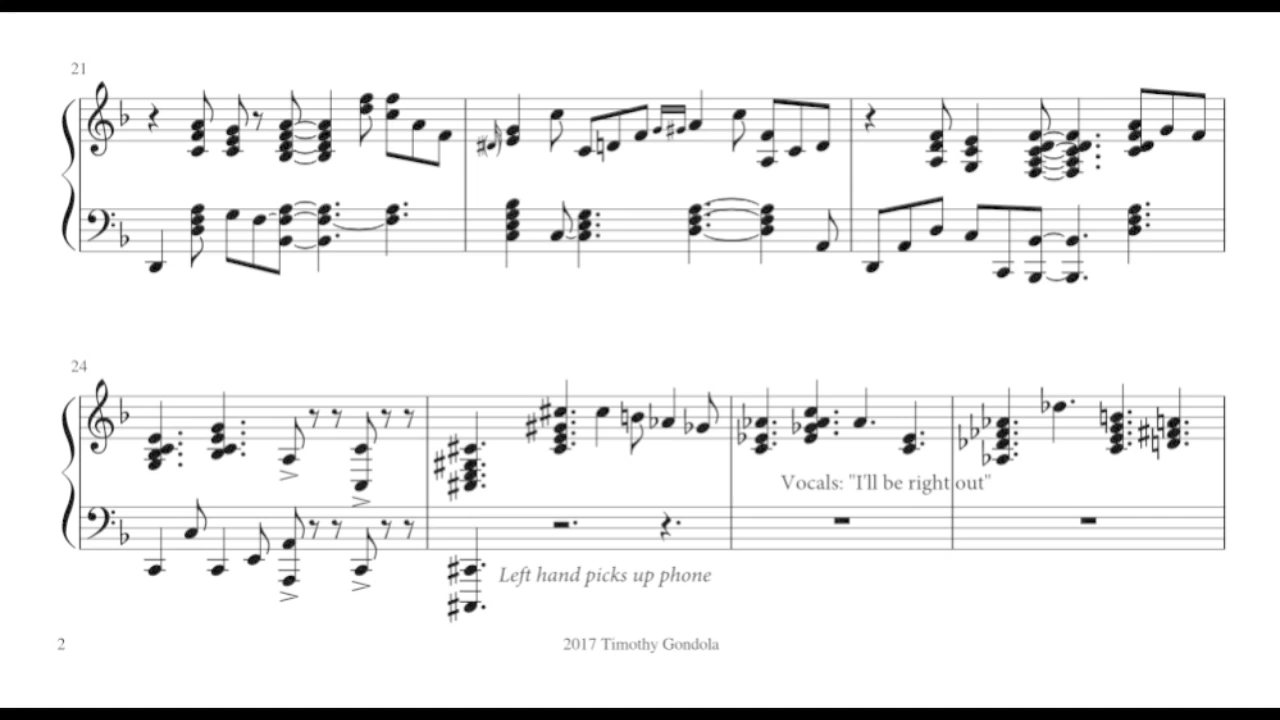 21
24
Vocals: "I'll be right out"
Left hand picks up phone
2
2017 Timothy Gondola